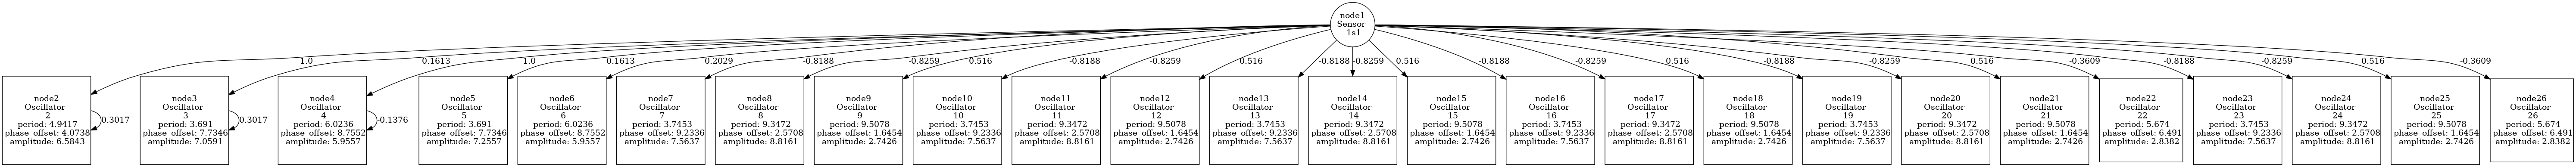 node1
Sensor
1s1
1.0
0.1613
1.0
0.1613
0.2029
-0.8188
-0.8259
0.516
-0.8188
-0.8259
0.516
-0.8188
-0.8259
0.516
-0.8188
-0.8259
0.516
-0.8188
-0.8259
0.516
-0.3609
-0.8188
-0.8259
0.516
-0.3609
node2
Oscillator
2
period: 4.9417
phase_offset: 4.0738
amplitude: 6.5843
0.3017
node3
Oscillator
3
period: 3.691
phase_offset: 7.7346
amplitude: 7.0591
0.3017
node4
Oscillator
4
period: 6.0236
phase_offset: 8.7552
amplitude: 5.9557
-0.1376
node5
Oscillator
5
period: 3.691
phase_offset: 7.7346
amplitude: 7.2557
node6
Oscillator
6
period: 6.0236
phase_offset: 8.7552
amplitude: 5.9557
node7
Oscillator
7
period: 3.7453
phase_offset: 9.2336
amplitude: 7.5637
node8
Oscillator
8
period: 9.3472
phase_offset: 2.5708
amplitude: 8.8161
node9
Oscillator
9
period: 9.5078
phase_offset: 1.6454
amplitude: 2.7426
node10
Oscillator
10
period: 3.7453
phase_offset: 9.2336
amplitude: 7.5637
node11
Oscillator
11
period: 9.3472
phase_offset: 2.5708
amplitude: 8.8161
node12
Oscillator
12
period: 9.5078
phase_offset: 1.6454
amplitude: 2.7426
node13
Oscillator
13
period: 3.7453
phase_offset: 9.2336
amplitude: 7.5637
node14
Oscillator
14
period: 9.3472
phase_offset: 2.5708
amplitude: 8.8161
node15
Oscillator
15
period: 9.5078
phase_offset: 1.6454
amplitude: 2.7426
node16
Oscillator
16
period: 3.7453
phase_offset: 9.2336
amplitude: 7.5637
node17
Oscillator
17
period: 9.3472
phase_offset: 2.5708
amplitude: 8.8161
node18
Oscillator
18
period: 9.5078
phase_offset: 1.6454
amplitude: 2.7426
node19
Oscillator
19
period: 3.7453
phase_offset: 9.2336
amplitude: 7.5637
node20
Oscillator
20
period: 9.3472
phase_offset: 2.5708
amplitude: 8.8161
node21
Oscillator
21
period: 9.5078
phase_offset: 1.6454
amplitude: 2.7426
node22
Oscillator
22
period: 5.674
phase_offset: 6.491
amplitude: 2.8382
node23
Oscillator
23
period: 3.7453
phase_offset: 9.2336
amplitude: 7.5637
node24
Oscillator
24
period: 9.3472
phase_offset: 2.5708
amplitude: 8.8161
node25
Oscillator
25
period: 9.5078
phase_offset: 1.6454
amplitude: 2.7426
node26
Oscillator
26
period: 5.674
phase_offset: 6.491
amplitude: 2.8382